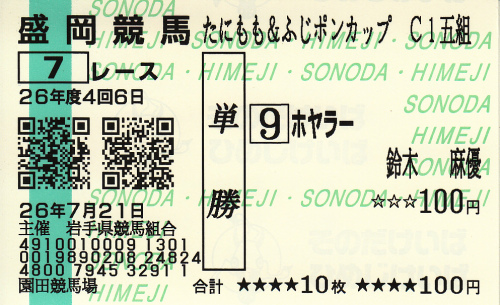 盛岡競馬 たにもも&ふじポンカップ C1五組
7 レース
26年度4回6日
単勝
9 ホヤラー
鈴木 麻優
☆☆☆100円
26年7月21日
主催 岩手県競馬組合
4910010009 1301
0019890208 24824
4800 7945 3291 1
園田競馬場
合計 ★★★★10枚 ★★★★100円
SONODA・HIMEJI・SONODA・HIMEJI